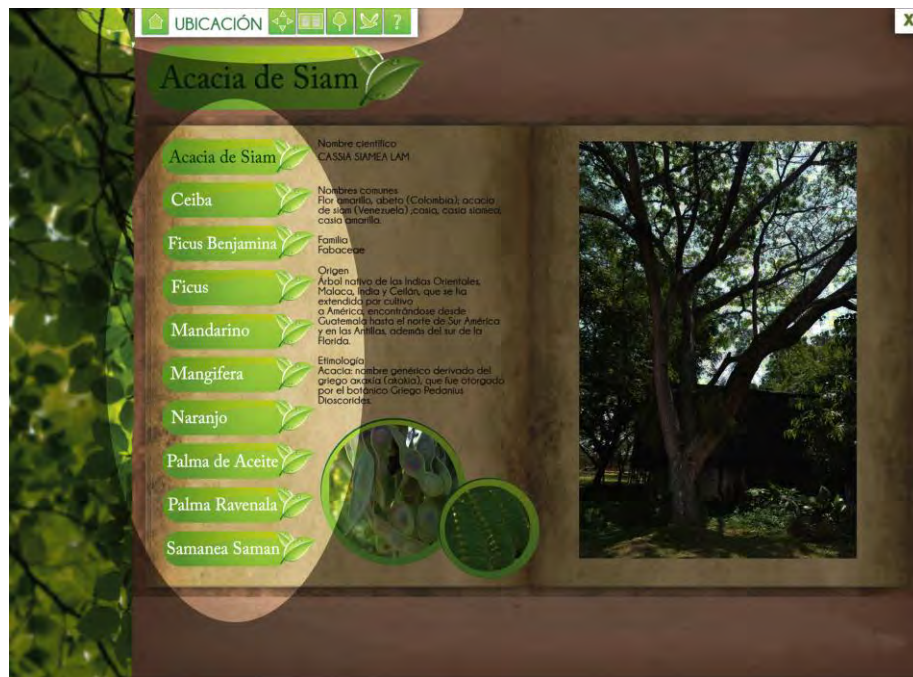 UBICACIÓN
?
X
Acacia de Siam
Acacia de Siam
Ceiba
Ficus Benjamina
Ficus
Mandarino
Mangifera
Naranjo
Palma de Aceite
Palma Ravenala
Samanea Saman
Nombre científico
CASSIA SIAMEA LAM
Nombres comunes
Flor amarillo, abeto (Colombia); acacia
de siam (Venezuela) ,casia, casia siamea,
casia amarilla.
Familia
Fabaceae
Origen
Árbol nativo de las Indias Orientales,
Malaca, India y Ceilán, que se ha
extendido por cultivo
a América, encontrándose desde
Guatemala hasta el norte de Sur América
y en las Antillas, además del sur de la
Florida.
Etimología
Acacia: nombre genérico derivado del
griego (akakia), que fue otorgado
por el botánico Griego Pedanius
Dioscorides.